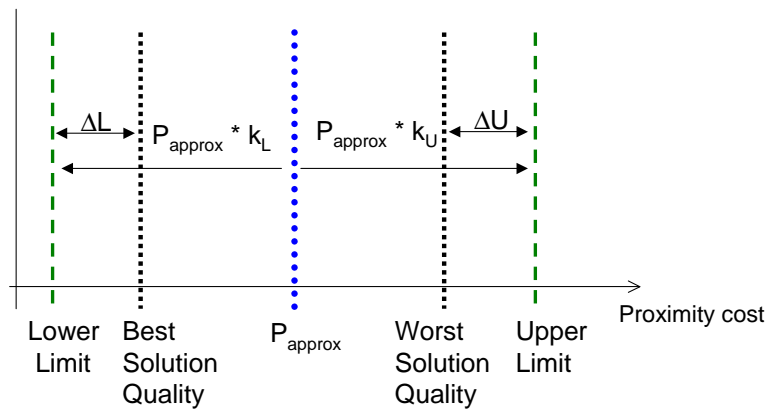 ΔL
P_approx * k_L
P_approx * k_U
ΔU
Proximity cost
Lower
Limit
Best
Solution
Quality
P_approx
Worst
Solution
Quality
Upper
Limit